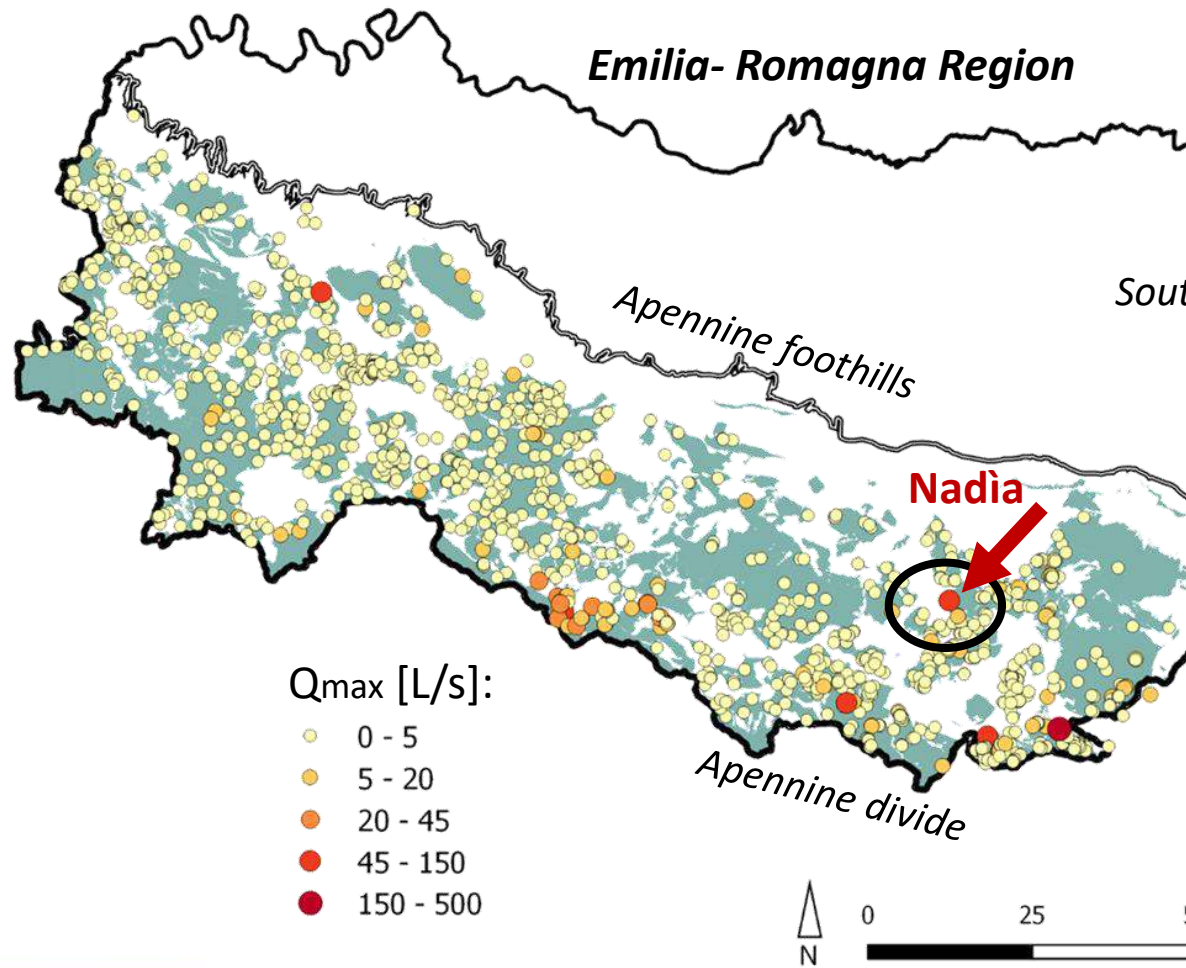 Emilia- Romagna Region
Sout
Apennine foothills
Nadìa
Qmax [L/s]:
0 - 5
5 - 20
20 - 45
45 - 150
150 - 500
Apennine divide
0 25 5
N